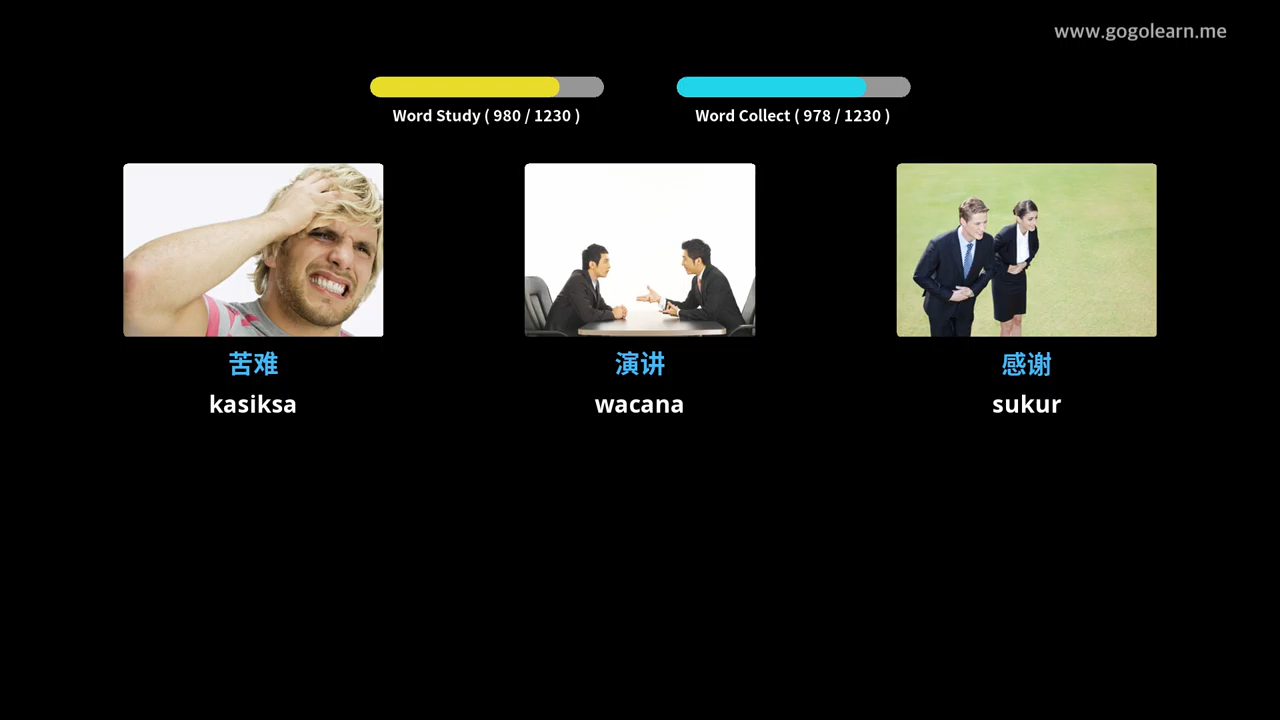 www.gogolearn.me
Word Study ( 980 / 1230 )
Word Collect ( 978 / 1230 )
苦难
演讲
感谢
kasiksa
wacana
sukur